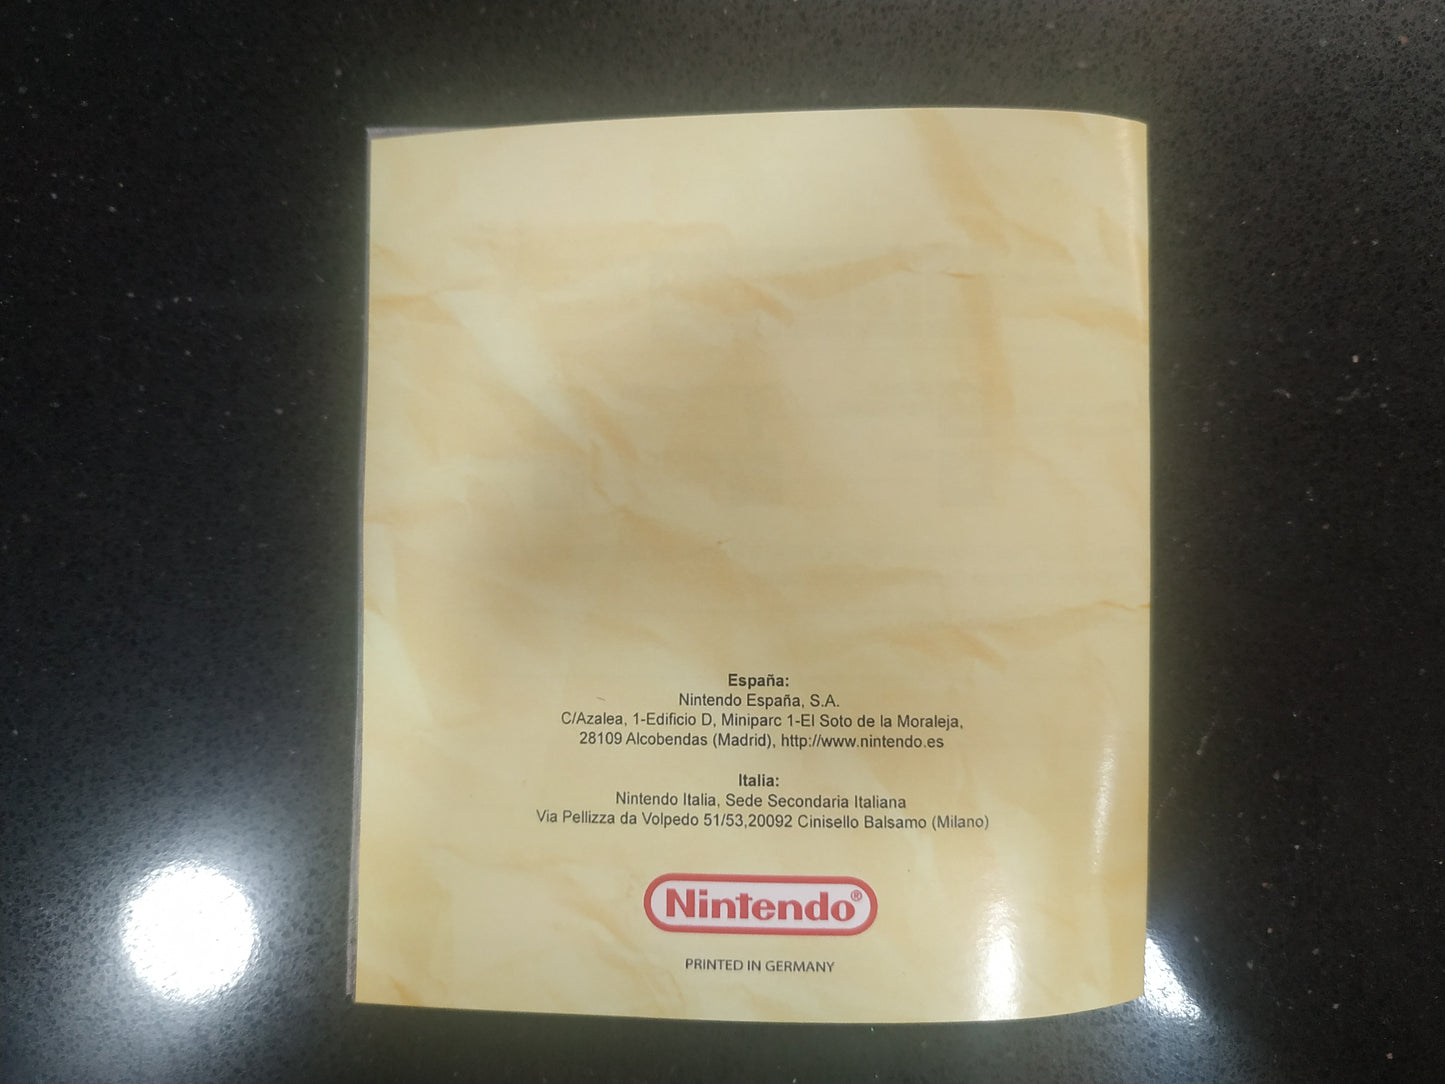 España:
Nintendo España, S.A.
C/Azalea, 1-Edificio D, Miniparc 1-El Soto de la Moraleja,
28109 Alcobendas (Madrid), http://www.nintendo.es
Italia:
Nintendo Italia, Sede Secondaria Italiana
Via Pellizza da Volpedo 51/53,20092 Cinisello Balsamo (Milano)
Nintendo®
PRINTED IN GERMANY